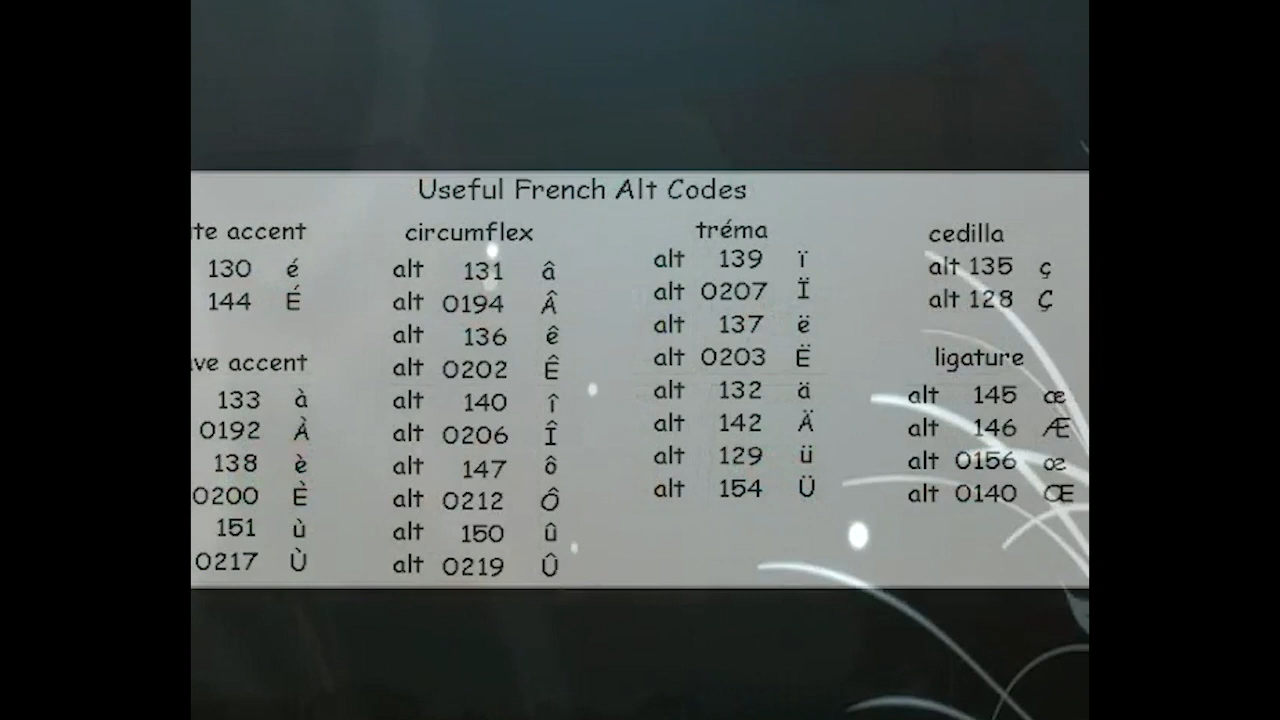 Useful French Alt Codes
te accent
130 é
144 É
ve accent
133 à
0192 À
138 è
0200 È
151 ù
0217 Ù
circumflex
alt 131 â
alt 0194 Â
alt 136 ê
alt 0202 Ê
alt 140 î
alt 0206 Î
alt 147 ô
alt 0212 Ô
alt 150 û
alt 0219 Û
tréma
alt 139 ï
alt 0207 Ï
alt 137 ë
alt 0203 Ë
alt 132 ä
alt 142 Ä
alt 129 ü
alt 154 Ü
cedilla
alt 135 ç
alt 128 Ç
ligature
alt 145 æ
alt 146 Æ
alt 0156 œ
alt 0140 Œ